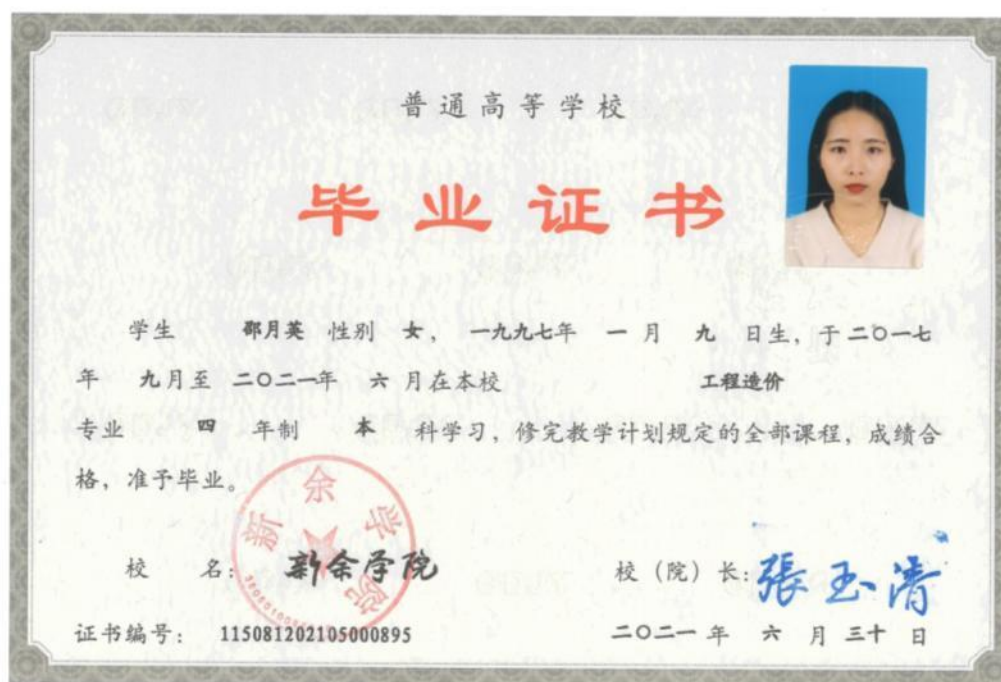 普通高等学校
毕业证书
学生 邵月英 性别 女，一九九七年 一 月 九 日生，于二〇一七
年 九月至 二〇二一年 六 月在本校 工程造价
专业 四 年制 本 科学习，修完教学计划规定的全部课程，成绩合
格，准予毕业。
新余学院
校 名：新余学院 校（院）长：張玉清
证书编号：115081202105000895 二〇二一 年 六 月 三十 日